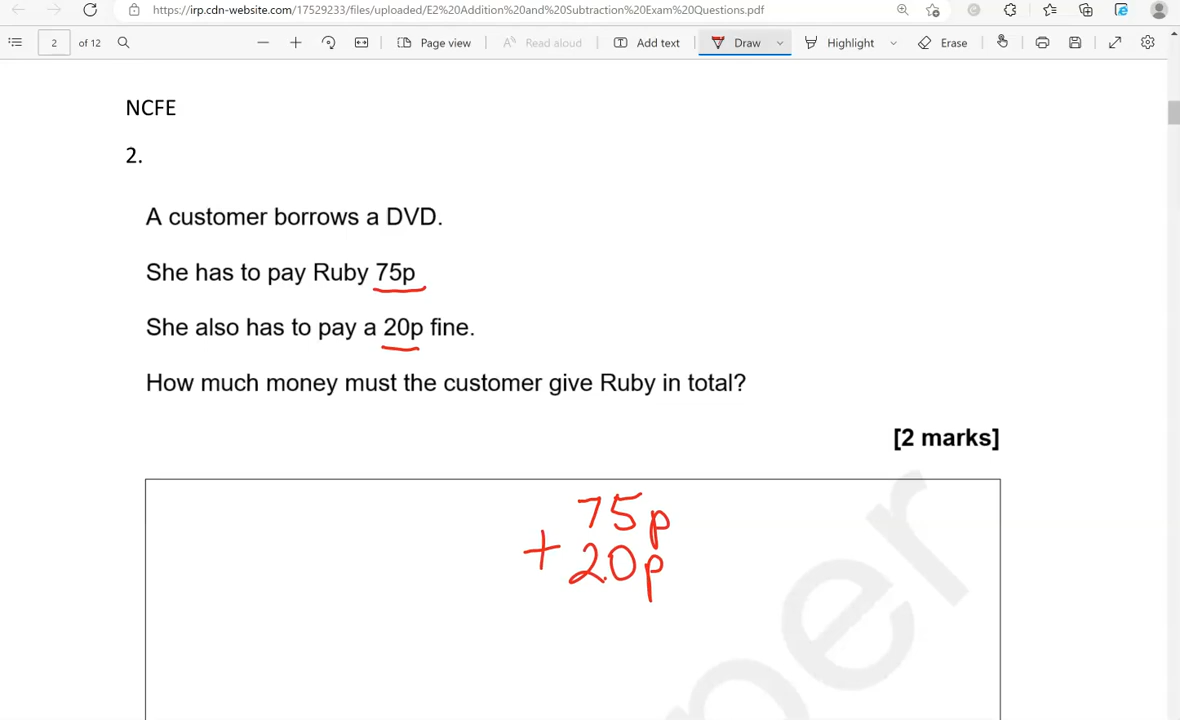 https://irp.cdn-website.com/17529233/files/uploaded/E2%20Addition%20and%20Subtraction%20Exam%20Questions.pdf
2 of 12 Page view Read aloud Add text Draw Highlight Erase
NCFE
2.
A customer borrows a DVD.
She has to pay Ruby 75p
She also has to pay a 20p fine.
How much money must the customer give Ruby in total?
[2 marks]
75p
+ 20p
per